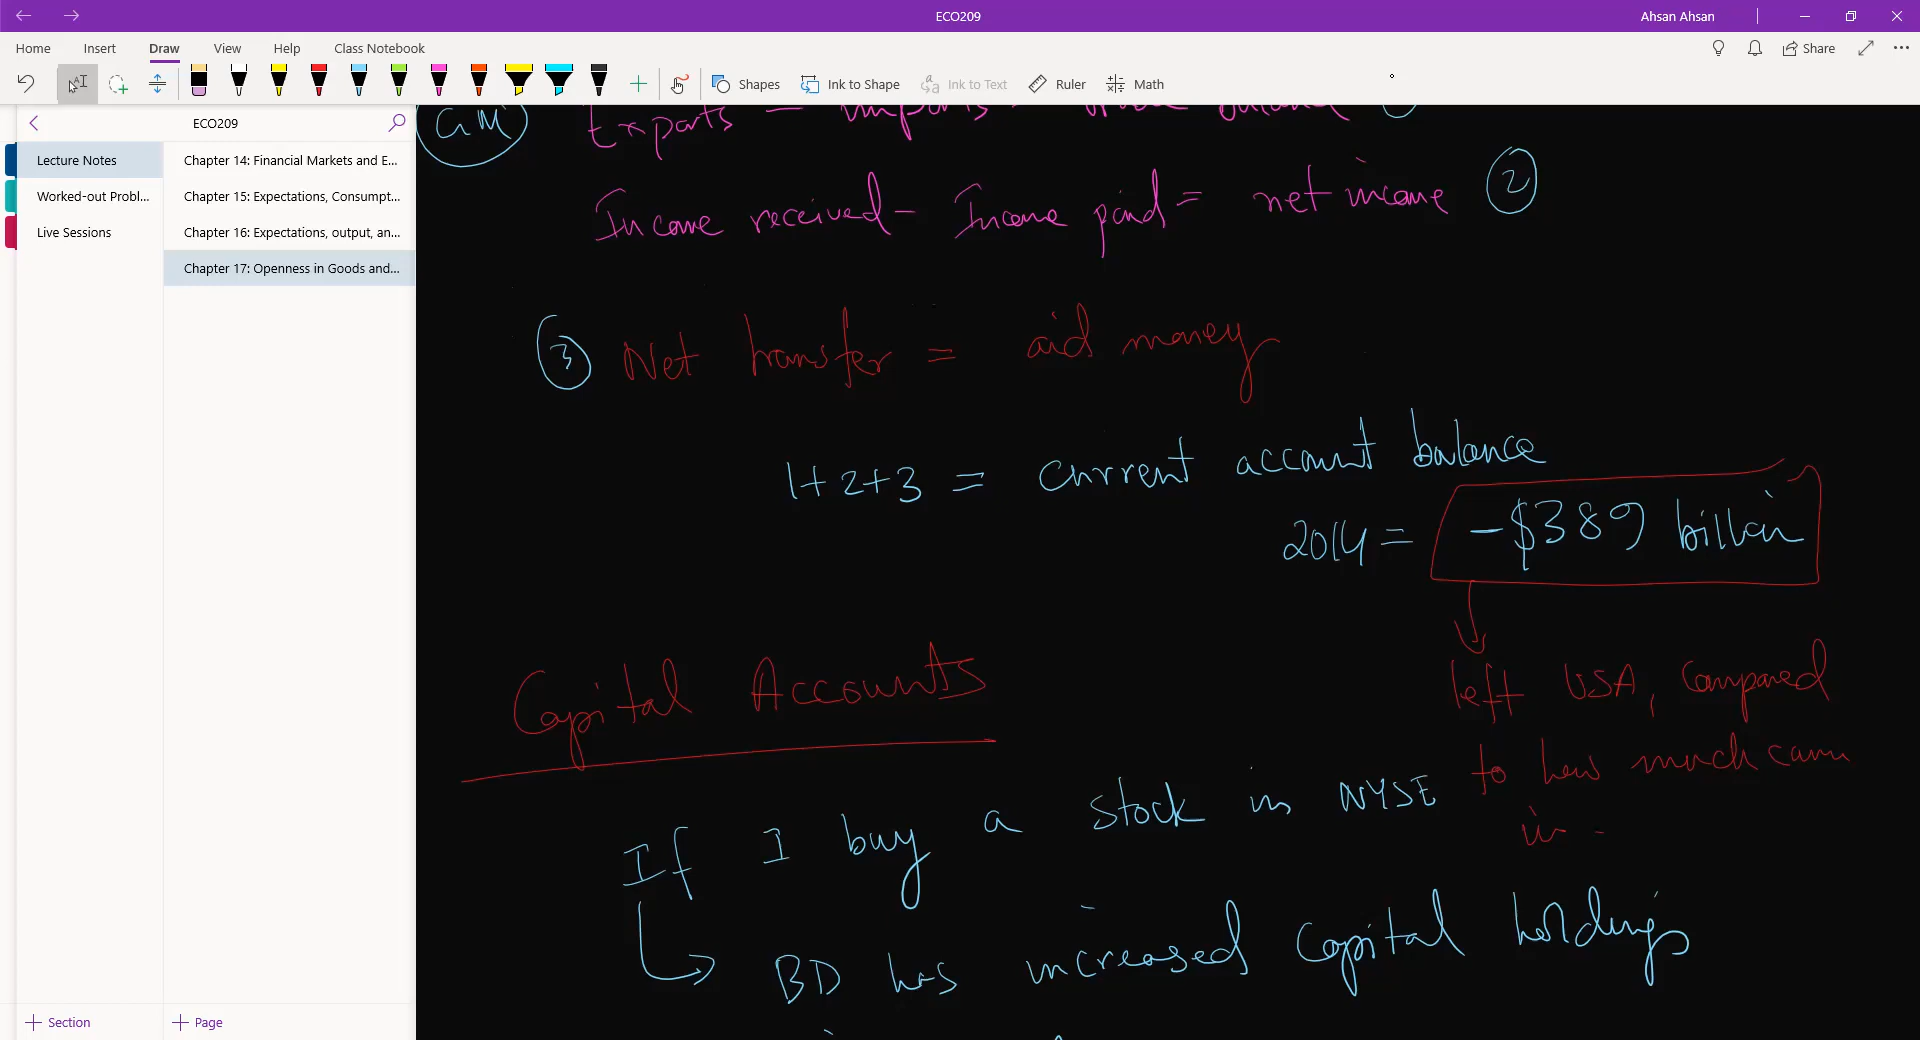 ECO209
Ahsan Ahsan
Home Insert Draw View Help Class Notebook
Share
Shapes Ink to Shape Ink to Text Ruler Math
ECO209
Lecture Notes
Worked-out Probl...
Live Sessions
Chapter 14: Financial Markets and E...
Chapter 15: Expectations, Consumpt...
Chapter 16: Expectations, output, an...
Chapter 17: Openness in Goods and...
Section
Page
Exports - imports
Income received - Income paid = net income 2
3 Net transfer = aid money
1+2+3 = Current account balance
2014 = -$389 billion
left USA, compared
to how much came
in
Capital Accounts
If I buy a stock in NYSE
BD has increased capital holdings